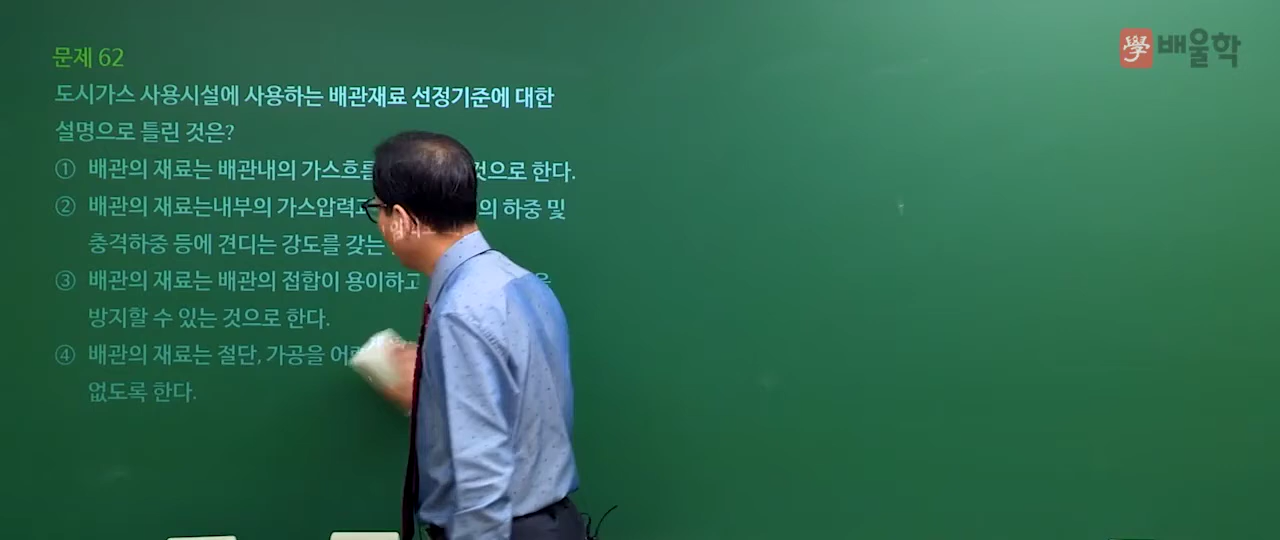 문제 62
도시가스 사용시설에 사용하는 배관재료 선정기준에 대한
설명으로 틀린 것은?
① 배관의 재료는 배관내의 가스흐름 것으로 한다.
② 배관의 재료는내부의 가스압력과 의 하중 및
충격하중 등에 견디는 강도를 갖는
③ 배관의 재료는 배관의 접합이 용이하고
방지할 수 있는 것으로 한다.
④ 배관의 재료는 절단, 가공을
없도록 한다.
學 배울학